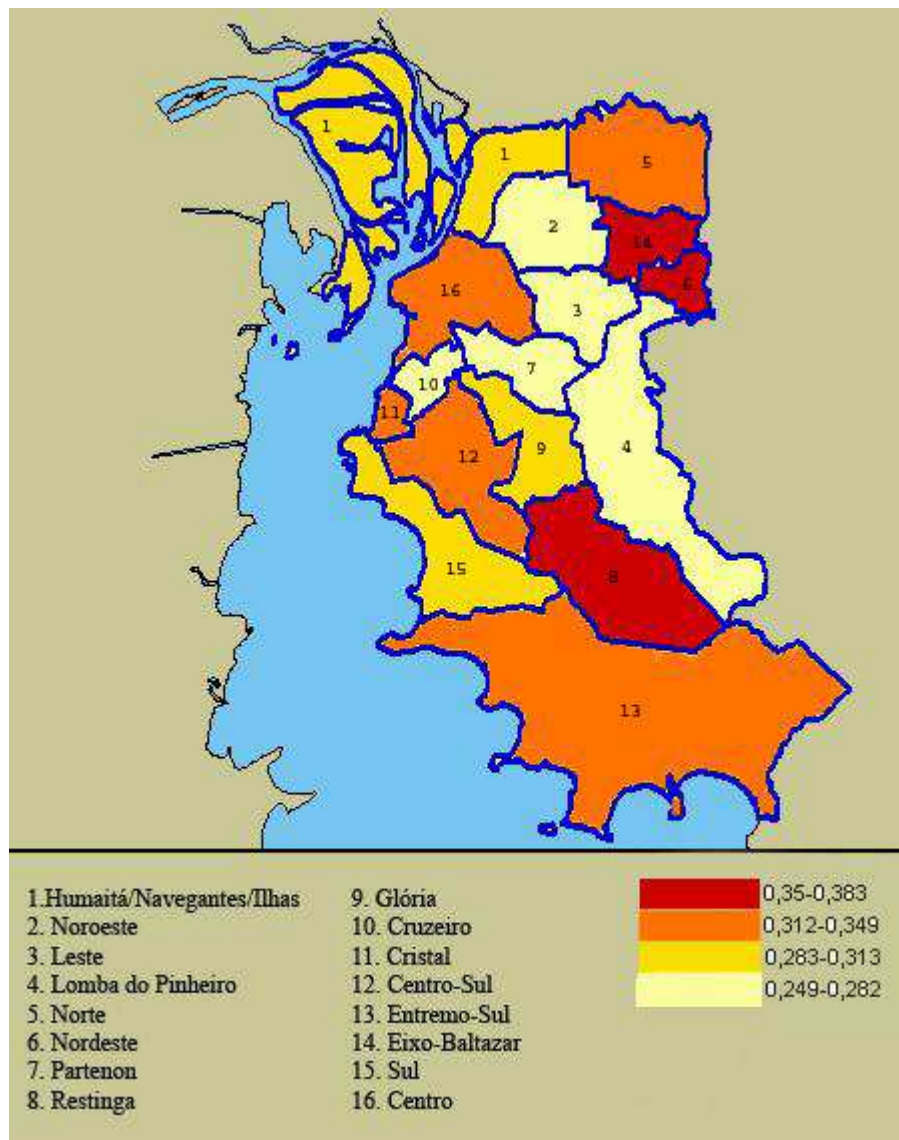 1
1
5
2
14
6
16
3
7
10
11
9
4
12
8
15
13
1.Humaitá/Navegantes/Ilhas
2. Noroeste
3. Leste
4. Lomba do Pinheiro
5. Norte
6. Nordeste
7. Partenon
8. Restinga
9. Glória
10. Cruzeiro
11. Cristal
12. Centro-Sul
13. Entremo-Sul
14. Eixo-Baltazar
15. Sul
16. Centro
0,35-0,383
0,312-0,349
0,283-0,313
0,249-0,282